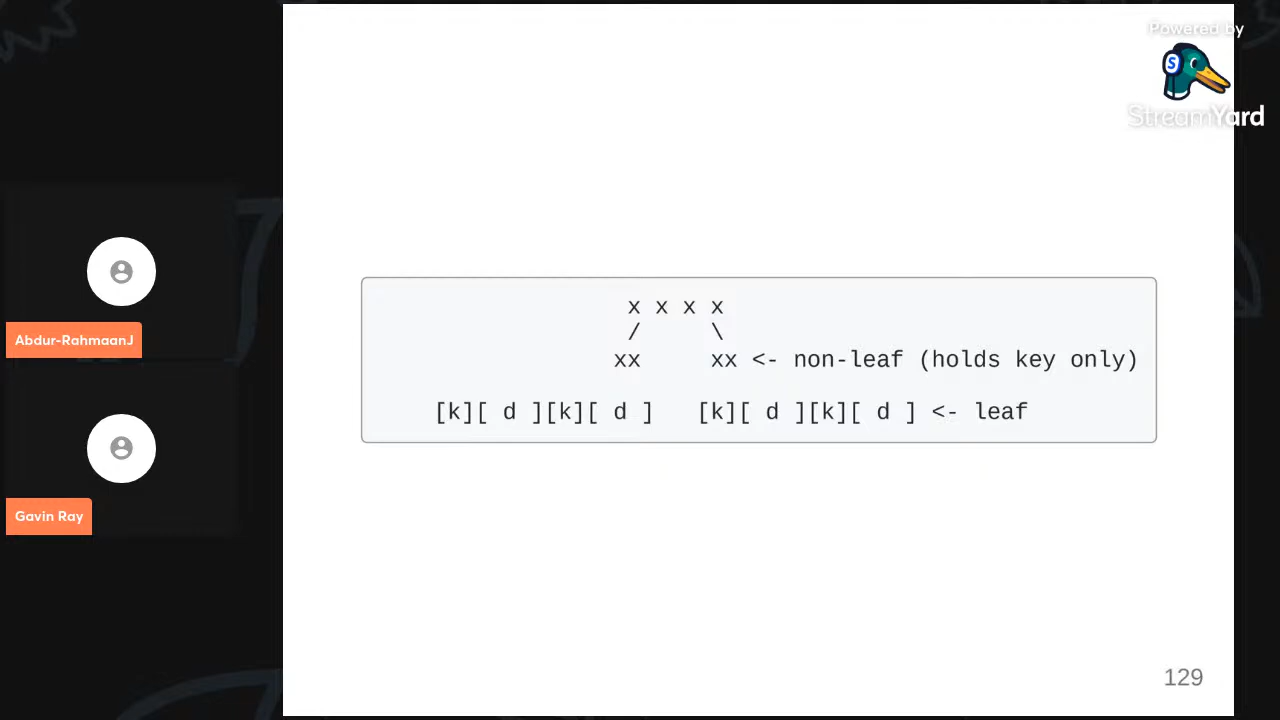 Powered by
StreamYard
x x x x
/ \
xx xx <- non-leaf (holds key only)
[k][ d ][k][ d ] [k][ d ][k][ d ] <- leaf
Abdur-RahmaanJ
Gavin Ray
129